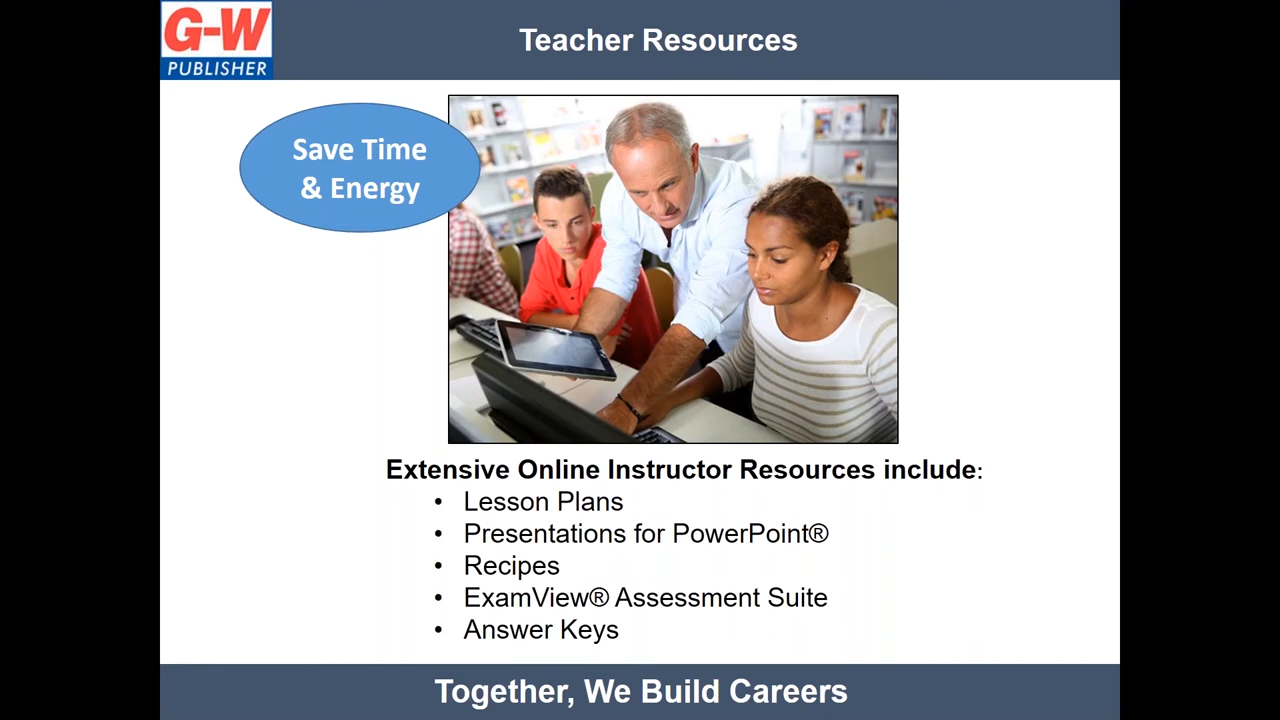 G-W
PUBLISHER
Teacher Resources
Save Time
& Energy
Extensive Online Instructor Resources include:
• Lesson Plans
• Presentations for PowerPoint®
• Recipes
• ExamView® Assessment Suite
• Answer Keys
Together, We Build Careers